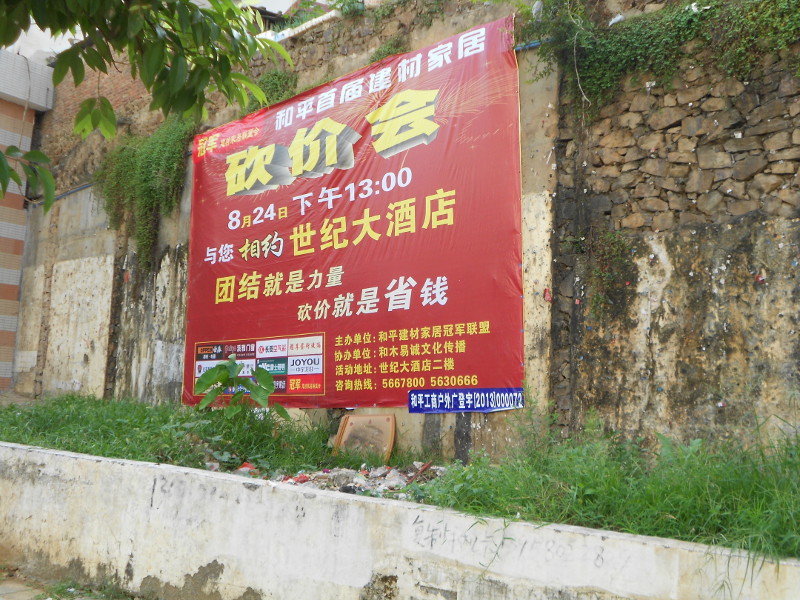 和平首届建材家居
冠军
砍价会
8月24日 下午13:00
与您 相约 世纪大酒店
团结就是力量
砍价就是省钱
主办单位：和平建材家居冠军联盟
协办单位：和木易诚文化传播
活动地址：世纪大酒店二楼
咨询热线：5667800 5630666
JOYOU
冠军
和平工商户外广登字[2013]000073